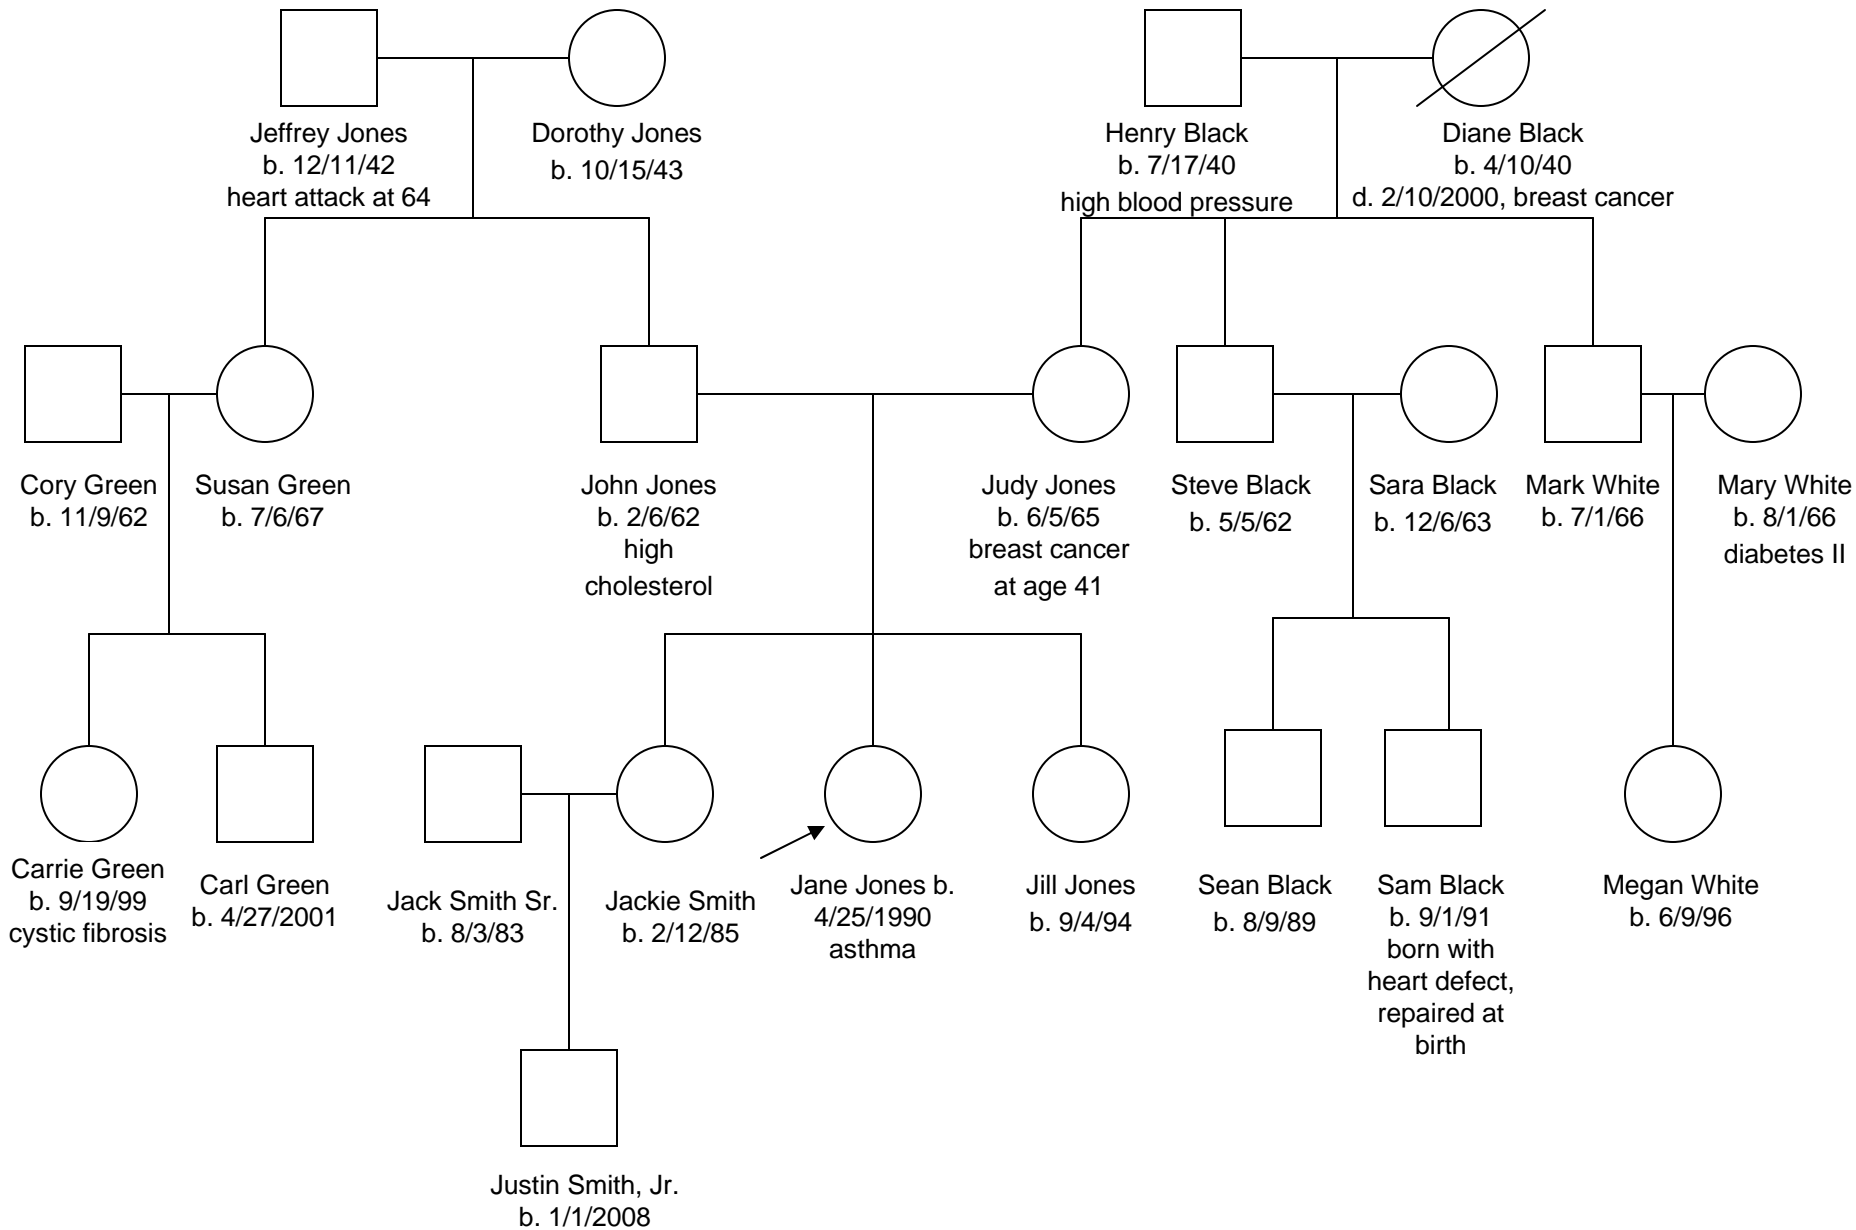 Jeffrey Jones
b. 12/11/42
heart attack at 64
Dorothy Jones
b. 10/15/43
Henry Black
b. 7/17/40
high blood pressure
Diane Black
b. 4/10/40
d. 2/10/2000, breast cancer
Cory Green
b. 11/9/62
Susan Green
b. 7/6/67
John Jones
b. 2/6/62
high
cholesterol
Judy Jones
b. 6/5/65
breast cancer
at age 41
Steve Black
b. 5/5/62
Sara Black
b. 12/6/63
Mark White
b. 7/1/66
Mary White
b. 8/1/66
diabetes II
Carrie Green
b. 9/19/99
cystic fibrosis
Carl Green
b. 4/27/2001
Jack Smith Sr.
b. 8/3/83
Jackie Smith
b. 2/12/85
Jane Jones b.
4/25/1990
asthma
Jill Jones
b. 9/4/94
Sean Black
b. 8/9/89
Sam Black
b. 9/1/91
born with
heart defect,
repaired at
birth
Megan White
b. 6/9/96
Justin Smith, Jr.
b. 1/1/2008